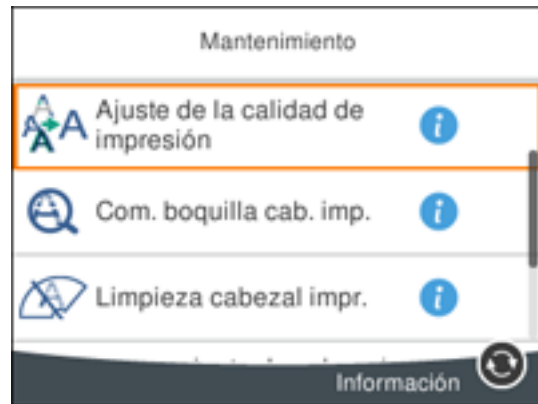 Mantenimiento
Ajuste de la calidad de
impresión
Com. boquilla cab. imp.
Limpieza cabezal impr.
Información